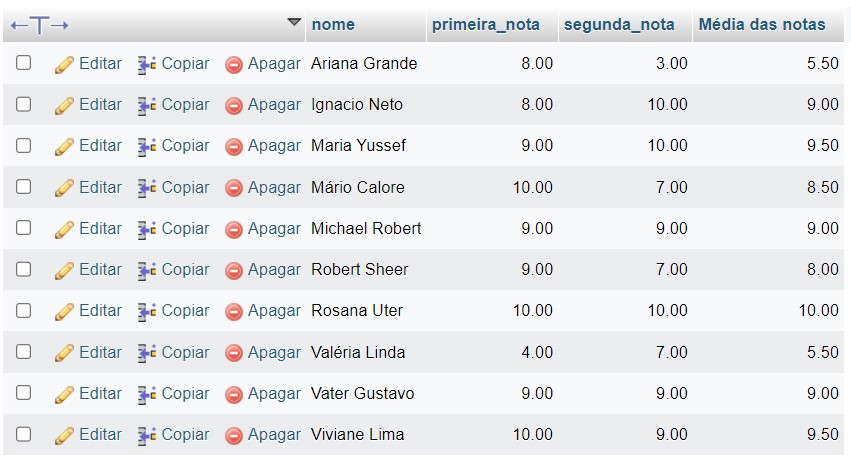 nome primeira_nota segunda_nota Média das notas
Editar Copiar Apagar Ariana Grande 8.00 3.00 5.50
Editar Copiar Apagar Ignacio Neto 8.00 10.00 9.00
Editar Copiar Apagar Maria Yussef 9.00 10.00 9.50
Editar Copiar Apagar Mário Calore 10.00 7.00 8.50
Editar Copiar Apagar Michael Robert 9.00 9.00 9.00
Editar Copiar Apagar Robert Sheer 9.00 7.00 8.00
Editar Copiar Apagar Rosana Uter 10.00 10.00 10.00
Editar Copiar Apagar Valéria Linda 4.00 7.00 5.50
Editar Copiar Apagar Vater Gustavo 9.00 9.00 9.00
Editar Copiar Apagar Viviane Lima 10.00 9.00 9.50